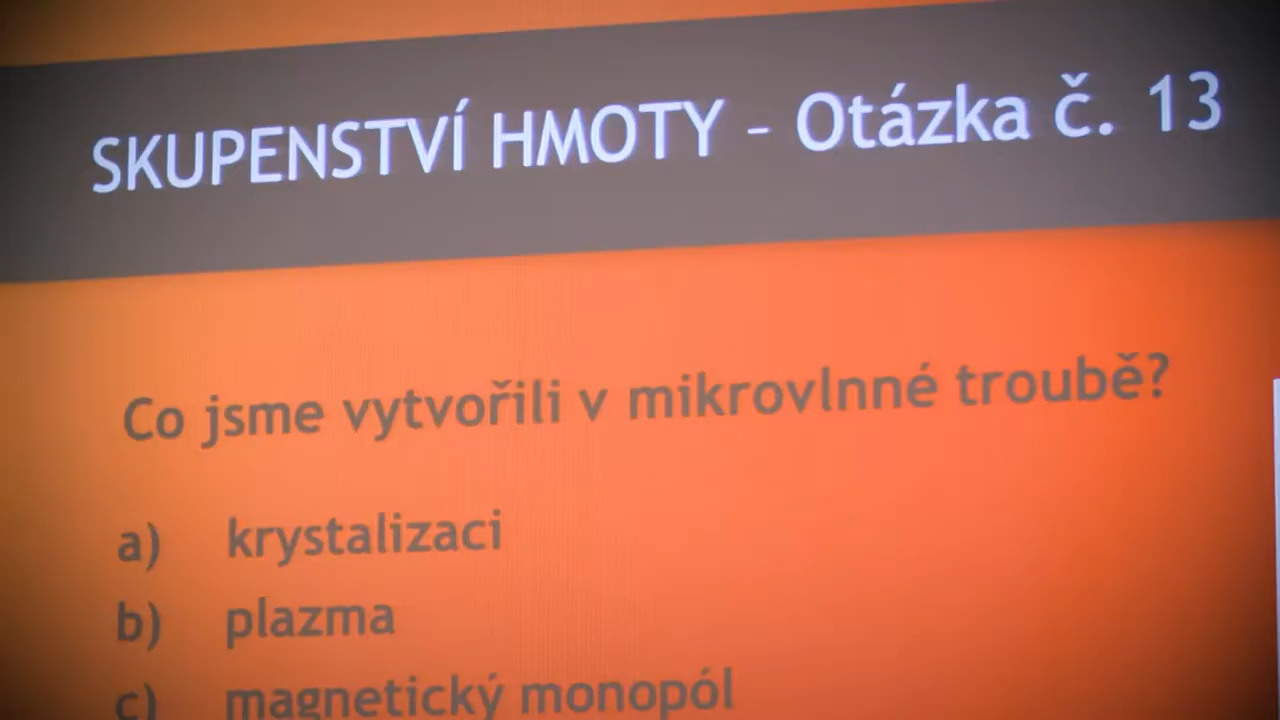 SKUPENSTVÍ HMOTY – Otázka č. 13
Co jsme vytvořili v mikrovlnné troubě?
a) krystalizaci
b) plazma
c) magnetický monopól